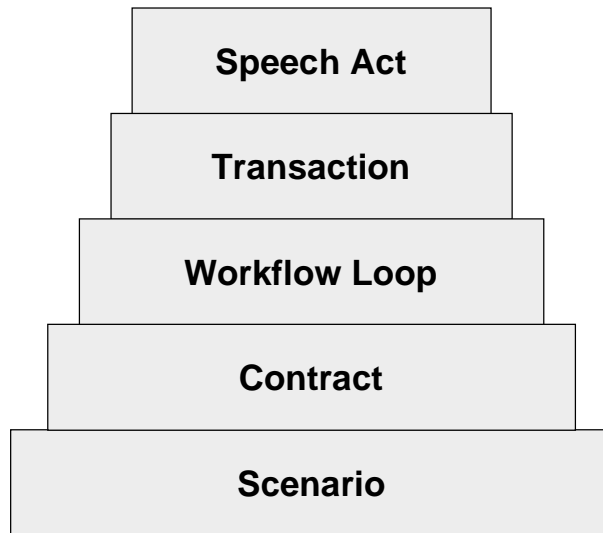 Speech Act
Transaction
Workflow Loop
Contract
Scenario